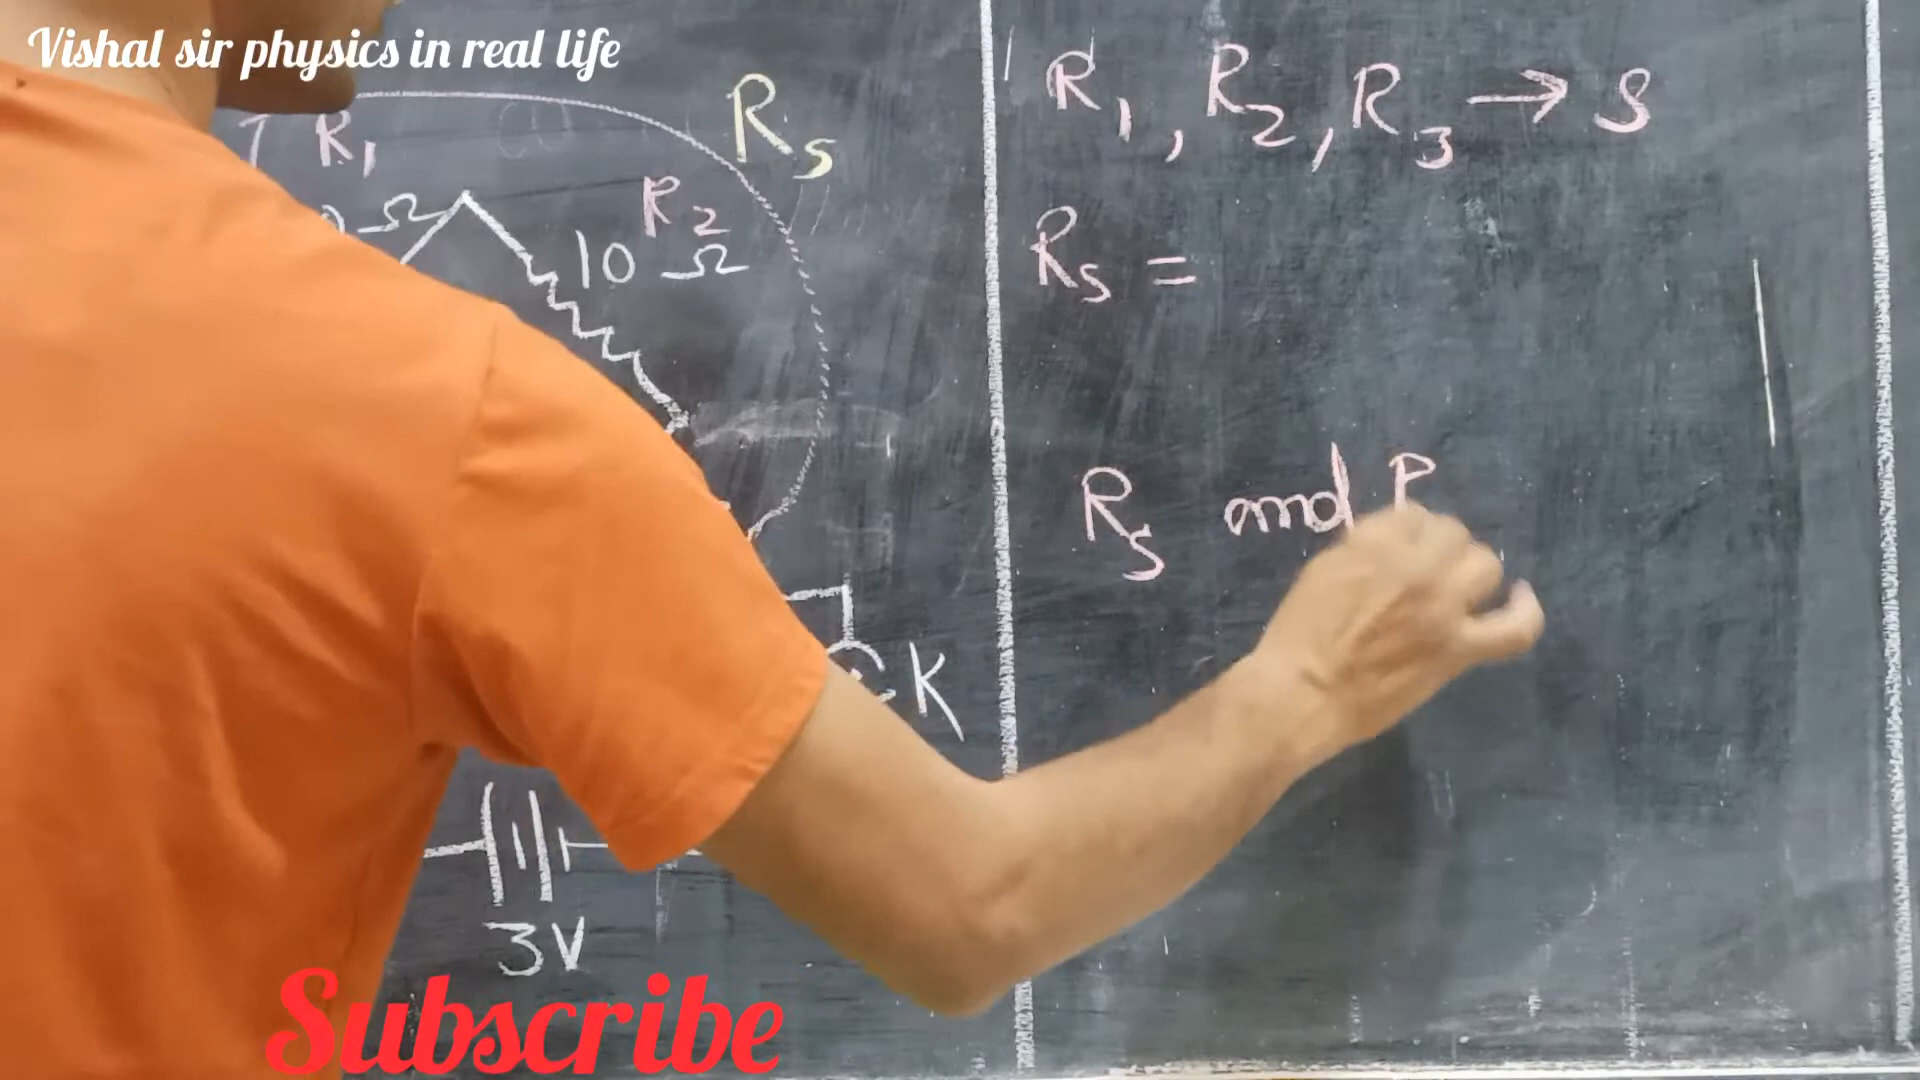 Vishal sir physics in real life
R₁
Ω
R₂
10 Ω
Rs
K
3V
R₁, R₂, R₃ → S
Rs =
Rs and
Subscribe